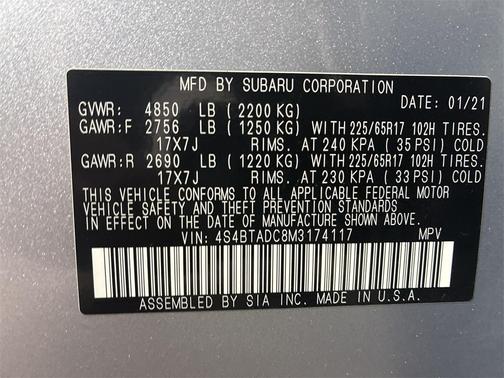 MFD BY SUBARU CORPORATION
GVWR: 4850 LB ( 2200 KG) DATE: 01/21
GAWR:F 2756 LB ( 1250 KG) WITH 225/65R17 102H TIRES.
17X7J RIMS. AT 240 KPA ( 35 PSI) COLD
GAWR:R 2690 LB ( 1220 KG) WITH 225/65R17 102H TIRES.
17X7J RIMS. AT 230 KPA ( 33 PSI) COLD
THIS VEHICLE CONFORMS TO ALL APPLICABLE FEDERAL MOTOR
VEHICLE SAFETY AND THEFT PREVENTION STANDARDS
IN EFFECT ON THE DATE OF MANUFACTURE SHOWN ABOVE.
VIN: 4S4BTADC8M3174117 MPV
ASSEMBLED BY SIA INC. MADE IN U.S.A.